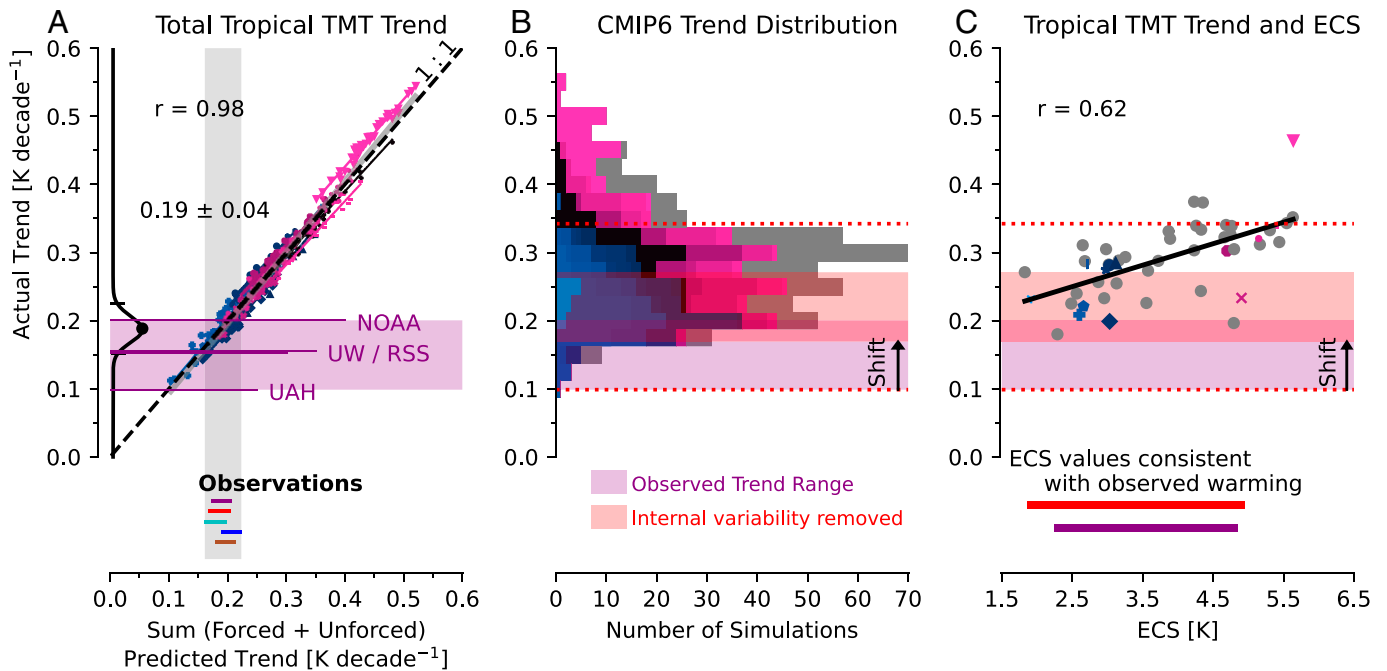 A Total Tropical TMT Trend
Actual Trend [K decade⁻¹]
0.6
0.5
0.4
0.3
0.2
0.1
0.0
1 : 1
r = 0.98
0.19 ± 0.04
NOAA
UW / RSS
UAH
Observations
0.0 0.1 0.2 0.3 0.4 0.5 0.6
Sum (Forced + Unforced)
Predicted Trend [K decade⁻¹]
B CMIP6 Trend Distribution
0.6
0.5
0.4
0.3
0.2
0.1
0.0
Shift
Observed Trend Range
Internal variability removed
0 10 20 30 40 50 60 70
Number of Simulations
C Tropical TMT Trend and ECS
0.6
0.5
0.4
0.3
0.2
0.1
0.0
r = 0.62
Shift
ECS values consistent
with observed warming
1.5 2.5 3.5 4.5 5.5 6.5
ECS [K]